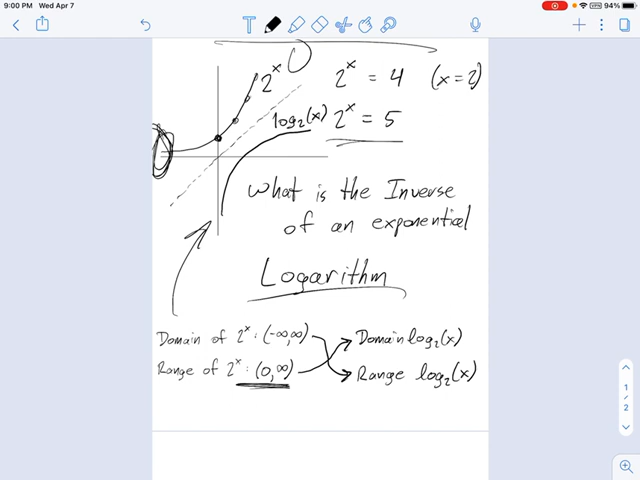 9:00 PM Wed Apr 7
94%
2^x
2^x = 4 (x=2)
log₂(x) 2^x = 5
What is the Inverse
of an exponential
Logarithm
Domain of 2^x : (-∞,∞) Domain log₂(x)
Range of 2^x : (0,∞) Range log₂(x)
1
/
2